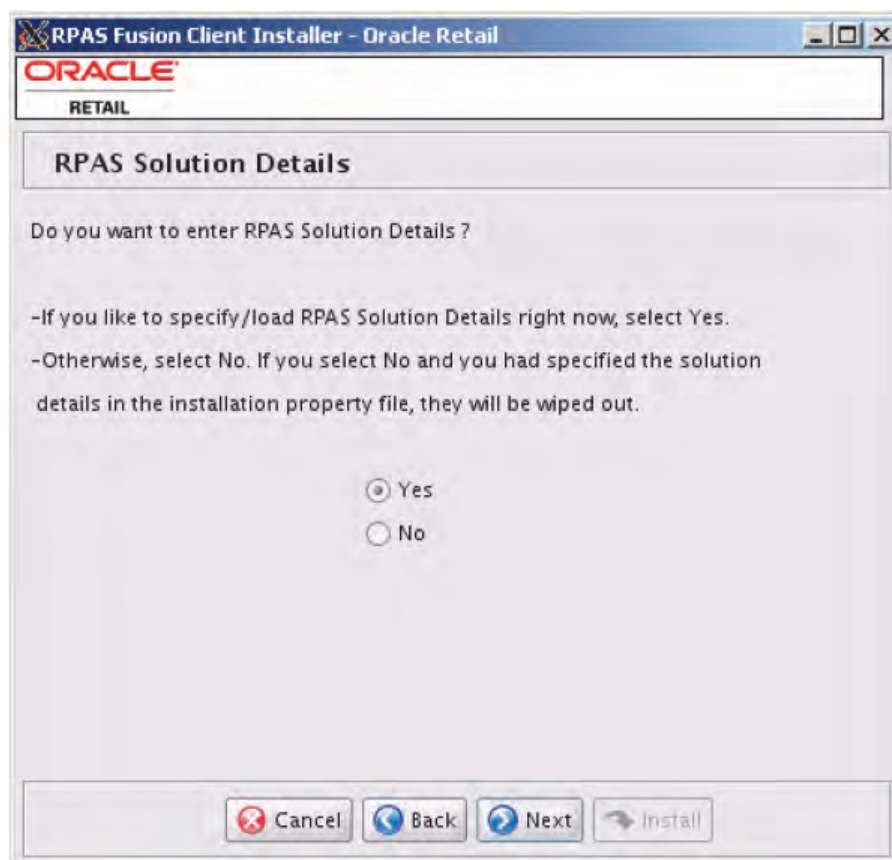 RPAS Fusion Client Installer - Oracle Retail
ORACLE
RETAIL
RPAS Solution Details
Do you want to enter RPAS Solution Details ?
-If you like to specify/load RPAS Solution Details right now, select Yes.
-Otherwise, select No. If you select No and you had specified the solution
details in the installation property file, they will be wiped out.
Yes
No
Cancel Back Next Install